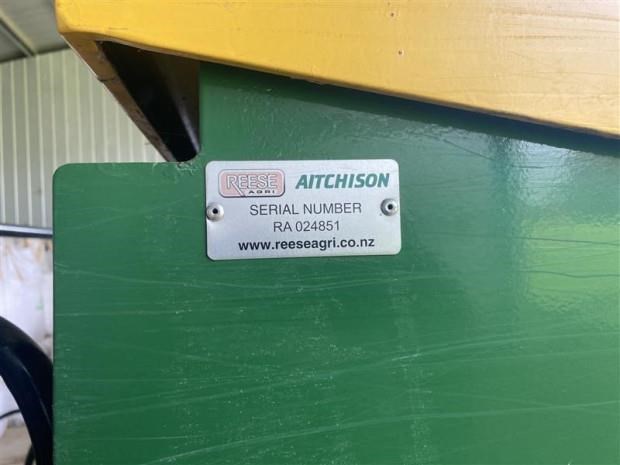 REESE AGRI AITCHISON
SERIAL NUMBER
RA 024851
www.reeseagri.co.nz